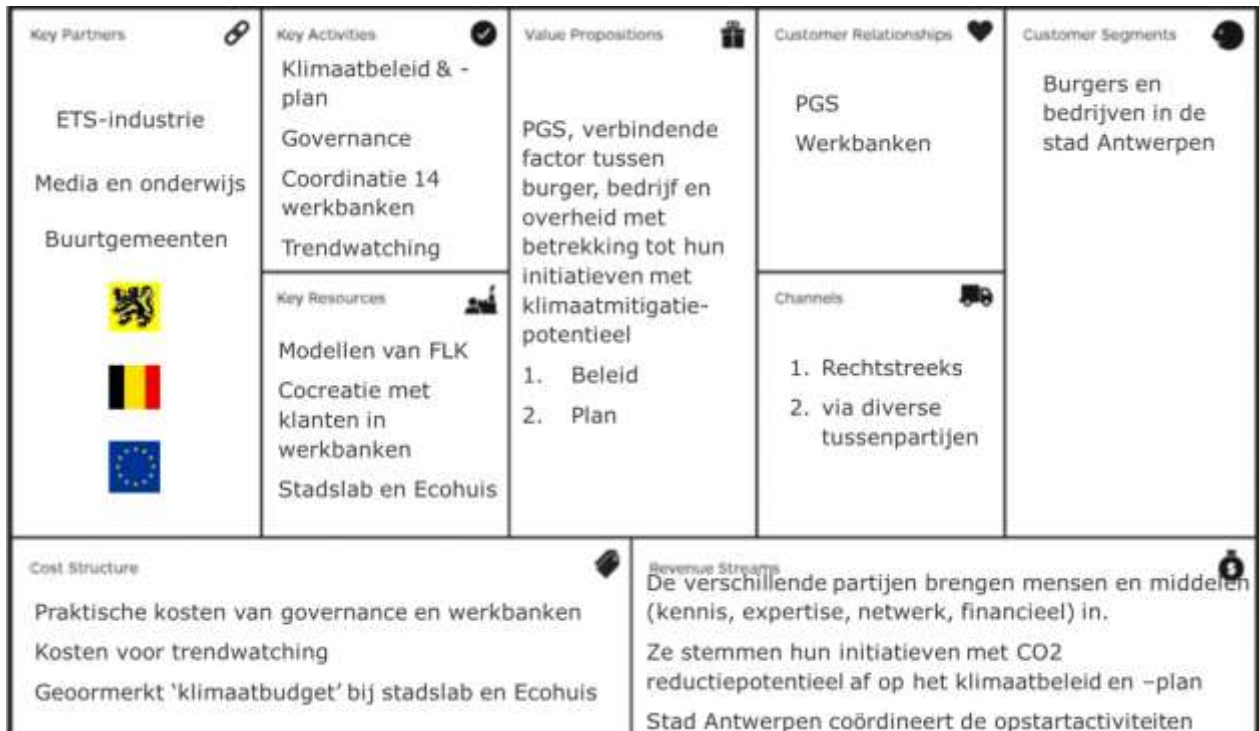 Key Partners
ETS-industrie
Media en onderwijs
Buurtgemeenten
Key Activities
Klimaatbeleid & -
plan
Governance
Coordinatie 14
werkbanken
Trendwatching
Key Resources
Modellen van FLK
Cocreatie met
klanten in
werkbanken
Stadslab en Ecohuis
Value Propositions
PGS, verbindende
factor tussen
burger, bedrijf en
overheid met
betrekking tot hun
initiatieven met
klimaatmitigatie-
potentieel
1. Beleid
2. Plan
Customer Relationships
PGS
Werkbanken
Channels
1. Rechtstreeks
2. via diverse
tussenpartijen
Customer Segments
Burgers en
bedrijven in de
stad Antwerpen
Cost Structure
Praktische kosten van governance en werkbanken
Kosten voor trendwatching
Geoormerkt ‘klimaatbudget’ bij stadslab en Ecohuis
Revenue Streams
De verschillende partijen brengen mensen en middelen
(kennis, expertise, netwerk, financieel) in.
Ze stemmen hun initiatieven met CO2
reductiepotentieel af op het klimaatbeleid en –plan
Stad Antwerpen coördineert de opstartactiviteiten